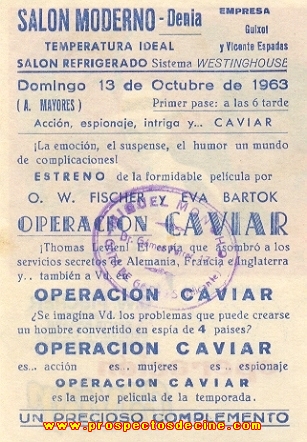 SALON MODERNO - Denia
EMPRESA
Guixot
y Vicente Espadas
TEMPERATURA IDEAL
SALON REFRIGERADO Sistema WESTINGHOUSE
Domingo 13 de Octubre de 1963
(A. MAYORES) Primer pase: a las 6 tarde
Acción, espionaje, intriga y... CAVIAR
¡La emoción, el suspense, el humor un mundo
de complicaciones!
ESTRENO de la formidable película por
O. W. FISCHER y EVA BARTOK
OPERACION CAVIAR
¡Thomas El espía que asombró a los
servicios secretos de Alemania, Francia e Inglaterra
y.. también a Vd. en
OPERACION CAVIAR
¿Se imagina Vd. los problemas que puede crearse
un hombre convertido en espía de 4 paises?
OPERACION CAVIAR
es... acción es... mujeres es... espionaje
OPERACION CAVIAR
es la mejor pelicula de la temporada.
UN PRECIOSO COMPLEMENTO
www.prospectosdecine.com